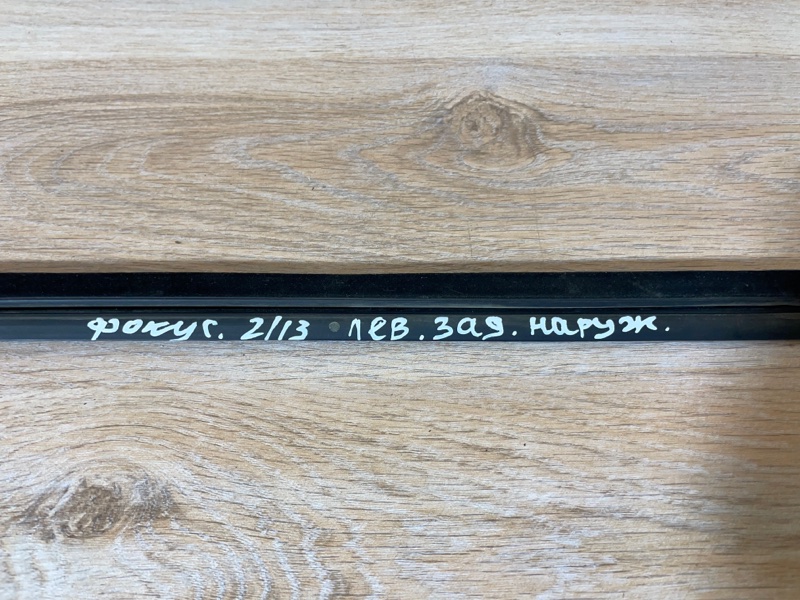 фокус. 2/13 лев. зад. наруж.